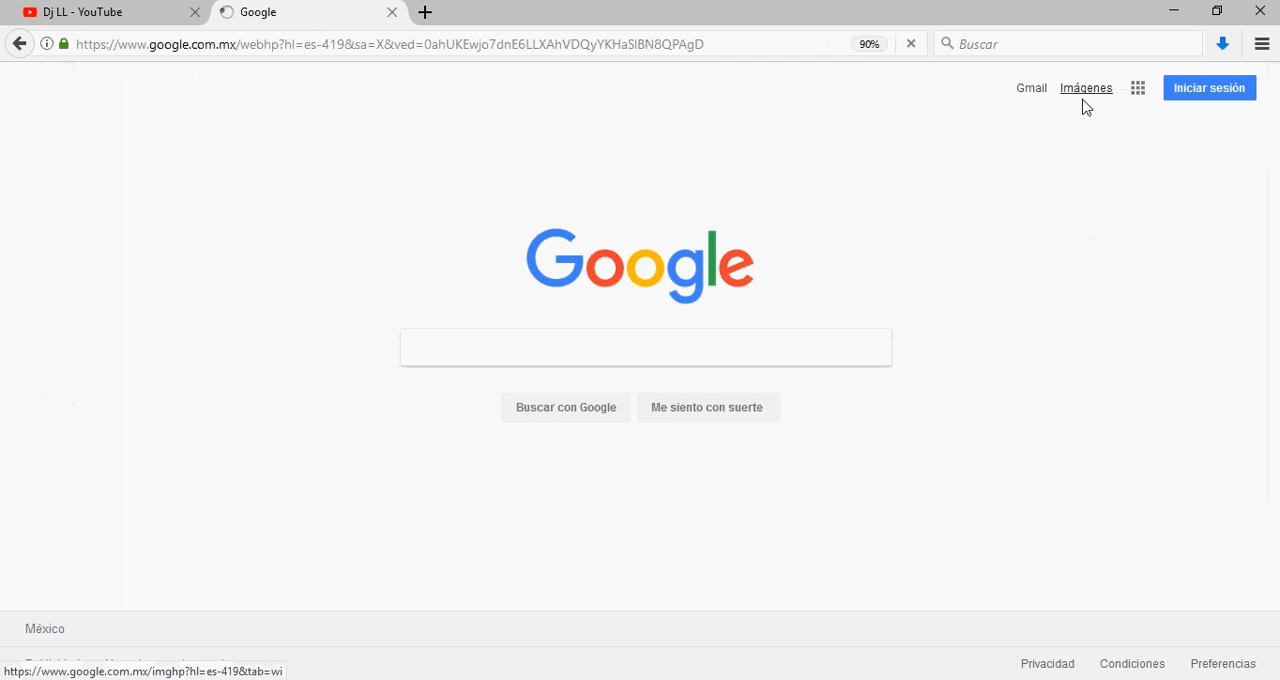 Dj LL - YouTube
Google
https://www.google.com.mx/webhp?hl=es-419&sa=X&ved=0ahUKEwjo7dnE6LLXAhVDQyYKHaSlBN8QPAgD
90%
Buscar
Gmail
Imágenes
Iniciar sesión
Google
Buscar con Google
Me siento con suerte
México
Privacidad
Condiciones
Preferencias
https://www.google.com.mx/imghp?hl=es-419&tab=wi